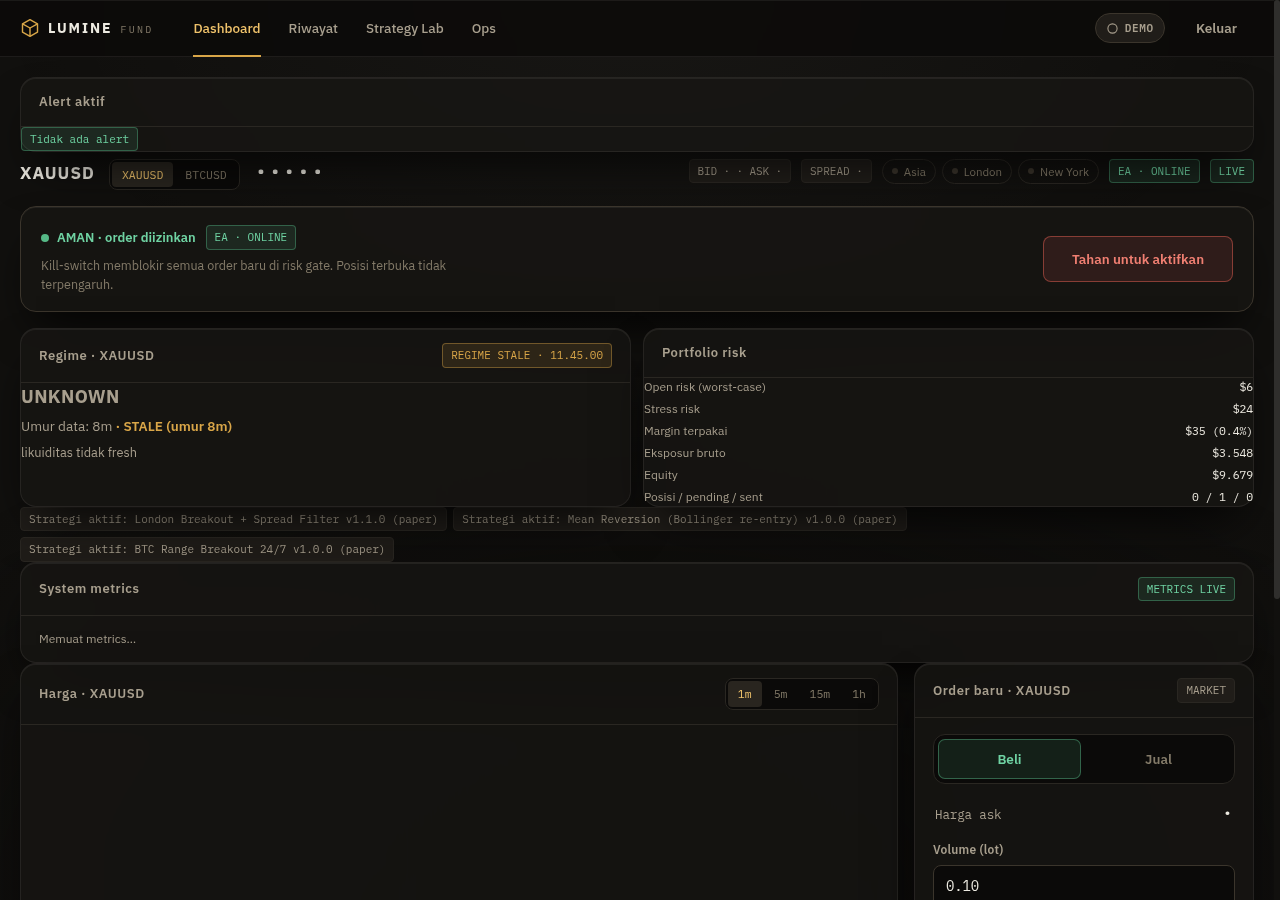 LUMINE FUND Dashboard Riwayat Strategy Lab Ops DEMO Keluar
Alert aktif
Tidak ada alert
XAUUSD XAUUSD BTCUSD • • • • • BID · · ASK · SPREAD · Asia London New York EA · ONLINE LIVE
AMAN · order diizinkan EA · ONLINE
Kill-switch memblokir semua order baru di risk gate. Posisi terbuka tidak
terpengaruh.
Tahan untuk aktifkan
Regime · XAUUSD REGIME STALE · 11.45.00
UNKNOWN
Umur data: 8m · STALE (umur 8m)
likuiditas tidak fresh
Portfolio risk
Open risk (worst-case) $6
Stress risk $24
Margin terpakai $35 (0.4%)
Eksposur bruto $3.548
Equity $9.679
Posisi / pending / sent 0 / 1 / 0
Strategi aktif: London Breakout + Spread Filter v1.1.0 (paper) Strategi aktif: Mean Reversion (Bollinger re-entry) v1.0.0 (paper)
Strategi aktif: BTC Range Breakout 24/7 v1.0.0 (paper)
System metrics METRICS LIVE
Memuat metrics...
Harga · XAUUSD 1m 5m 15m 1h
Order baru · XAUUSD MARKET
Beli Jual
Harga ask •
Volume (lot)
0.10